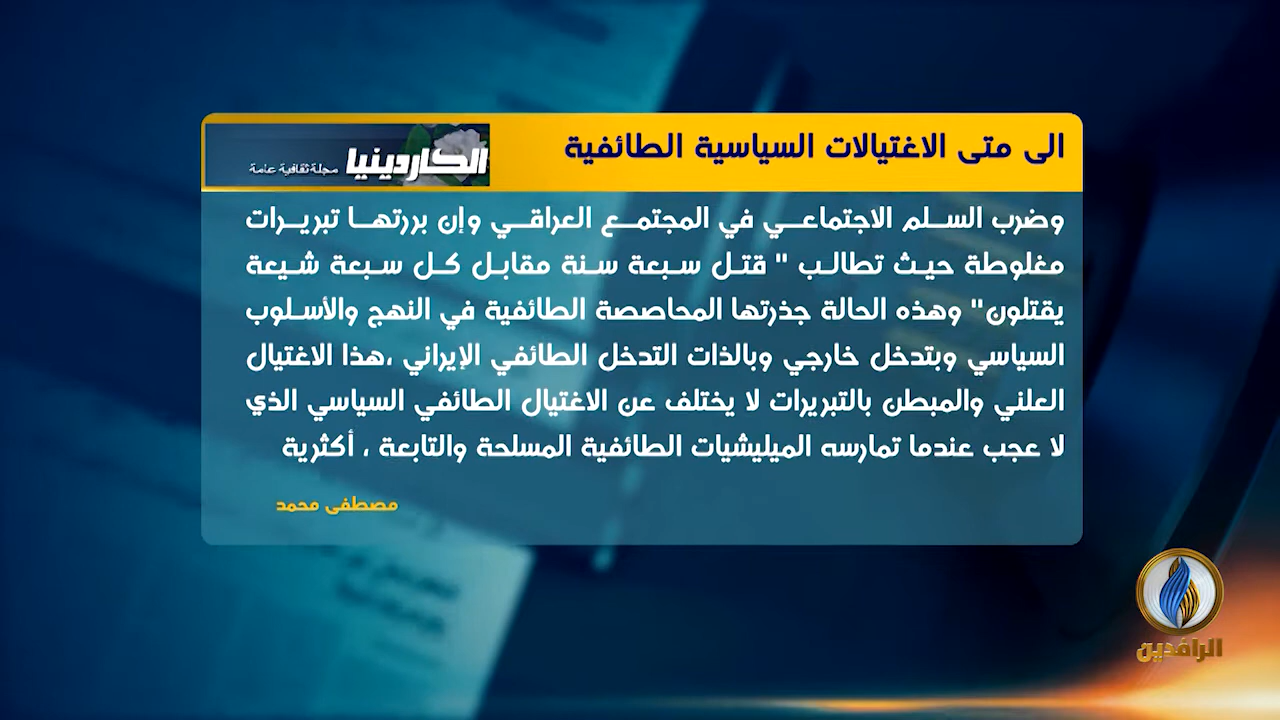 الى متى الاغتيالات السياسية الطائفية
الكاردينيا
مجلة ثقافية عامة
وضرب السلم الاجتماعي في المجتمع العراقي وإن بررتها تبريرات
مغلوطة حيث تطالب " قتل سبعة سنة مقابل كل سبعة شيعة
يقتلون" وهذه الحالة جذرتها المحاصصة الطائفية في النهج والأسلوب
السياسي وبتدخل خارجي وبالذات التدخل الطائفي الإيراني ،هذا الاغتيال
العلني والمبطن بالتبريرات لا يختلف عن الاغتيال الطائفي السياسي الذي
لا عجب عندما تمارسه الميليشيات الطائفية المسلحة والتابعة ، أكثرية
مصطفى محمد
الرافدين